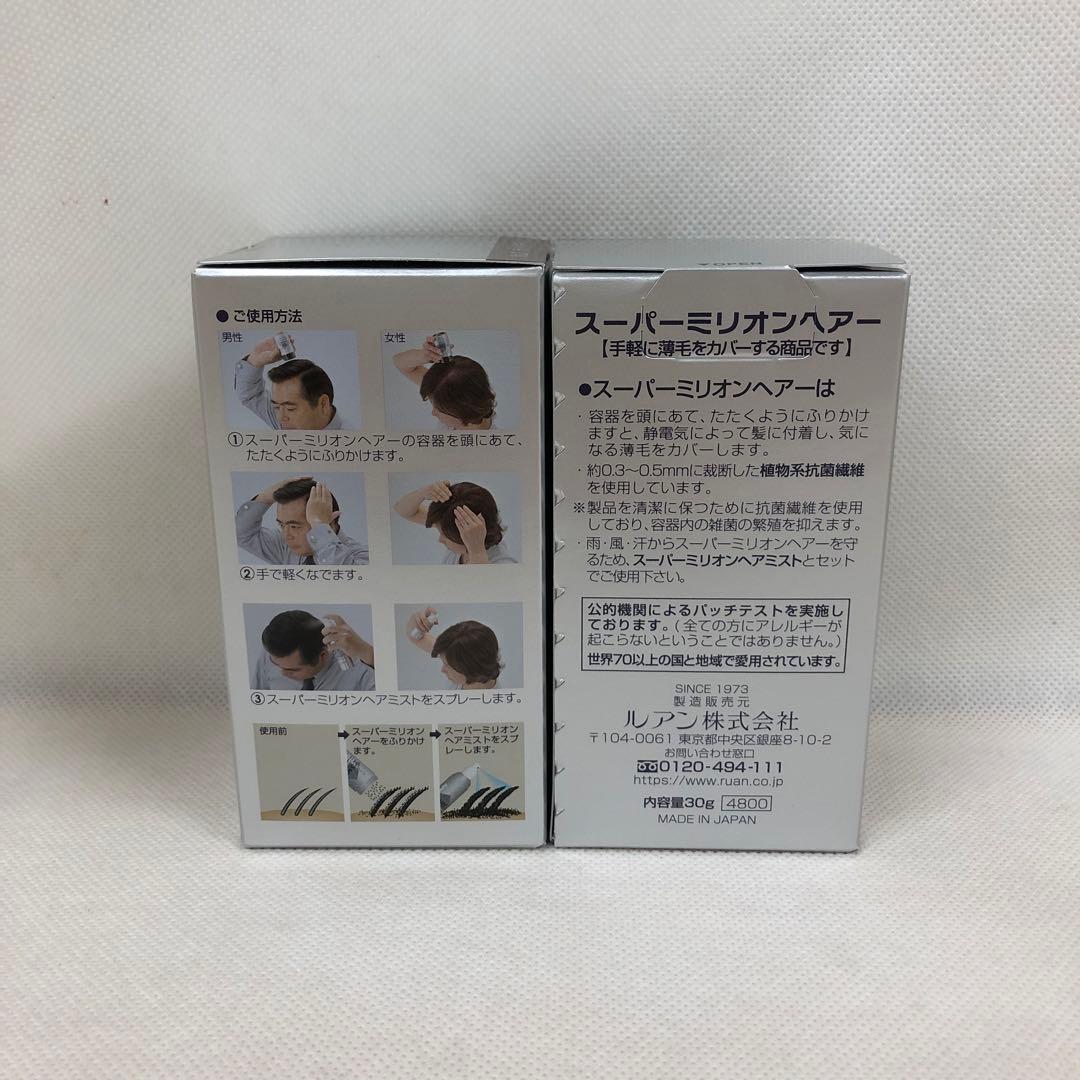 ● ご使用方法
男性
女性
①スーパーミリオンヘアーの容器を頭にあて、
たたくようにふりかけます。
②手で軽くなでます。
③スーパーミリオンヘアミストをスプレーします。
使用前
➡スーパーミリオン
ヘアーをふりかけ
ます。
➡スーパーミリオン
ヘアミストをスプ
レーします。
▼OPEN
スーパーミリオンヘアー
【手軽に薄毛をカバーする商品です】
●スーパーミリオンヘアーは
・容器を頭にあて、たたくようにふりかけ
ますと、静電気によって髪に付着し、気に
なる薄毛をカバーします。
・約0.3〜0.5mmに裁断した植物系抗菌繊維
を使用しています。
※製品を清潔に保つために抗菌繊維を使用
しており、容器内の雑菌の繁殖を抑えます。
・雨・風・汗からスーパーミリオンヘアーを守
るため、スーパーミリオンヘアミストとセット
でご使用下さい。
公的機関によるパッチテストを実施し
ております。(全ての方にアレルギーが
起こらないということではありません。)
世界70以上の国と地域で愛用されています。
SINCE 1973
製造販売元
ルアン株式会社
〒104-0061 東京都中央区銀座8-10-2
お問い合わせ窓口
0120-494-111
https://www.ruan.co.jp
内容量30g 4800
MADE IN JAPAN